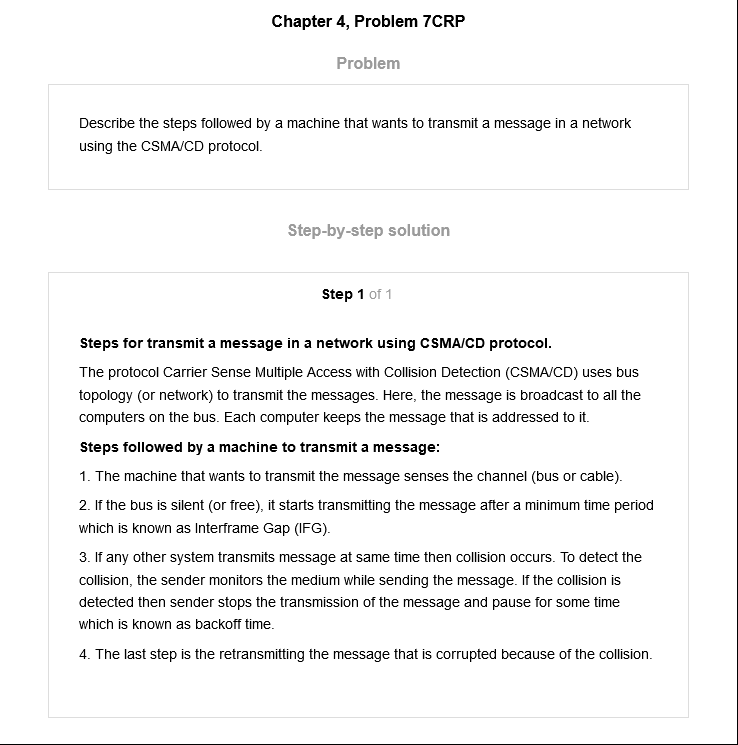 Chapter 4, Problem 7CRP
Problem
Describe the steps followed by a machine that wants to transmit a message in a network
using the CSMA/CD protocol.
Step-by-step solution
Step 1 of 1
Steps for transmit a message in a network using CSMA/CD protocol.
The protocol Carrier Sense Multiple Access with Collision Detection (CSMA/CD) uses bus
topology (or network) to transmit the messages. Here, the message is broadcast to all the
computers on the bus. Each computer keeps the message that is addressed to it.
Steps followed by a machine to transmit a message:
1. The machine that wants to transmit the message senses the channel (bus or cable).
2. If the bus is silent (or free), it starts transmitting the message after a minimum time period
which is known as Interframe Gap (IFG).
3. If any other system transmits message at same time then collision occurs. To detect the
collision, the sender monitors the medium while sending the message. If the collision is
detected then sender stops the transmission of the message and pause for some time
which is known as backoff time.
4. The last step is the retransmitting the message that is corrupted because of the collision.